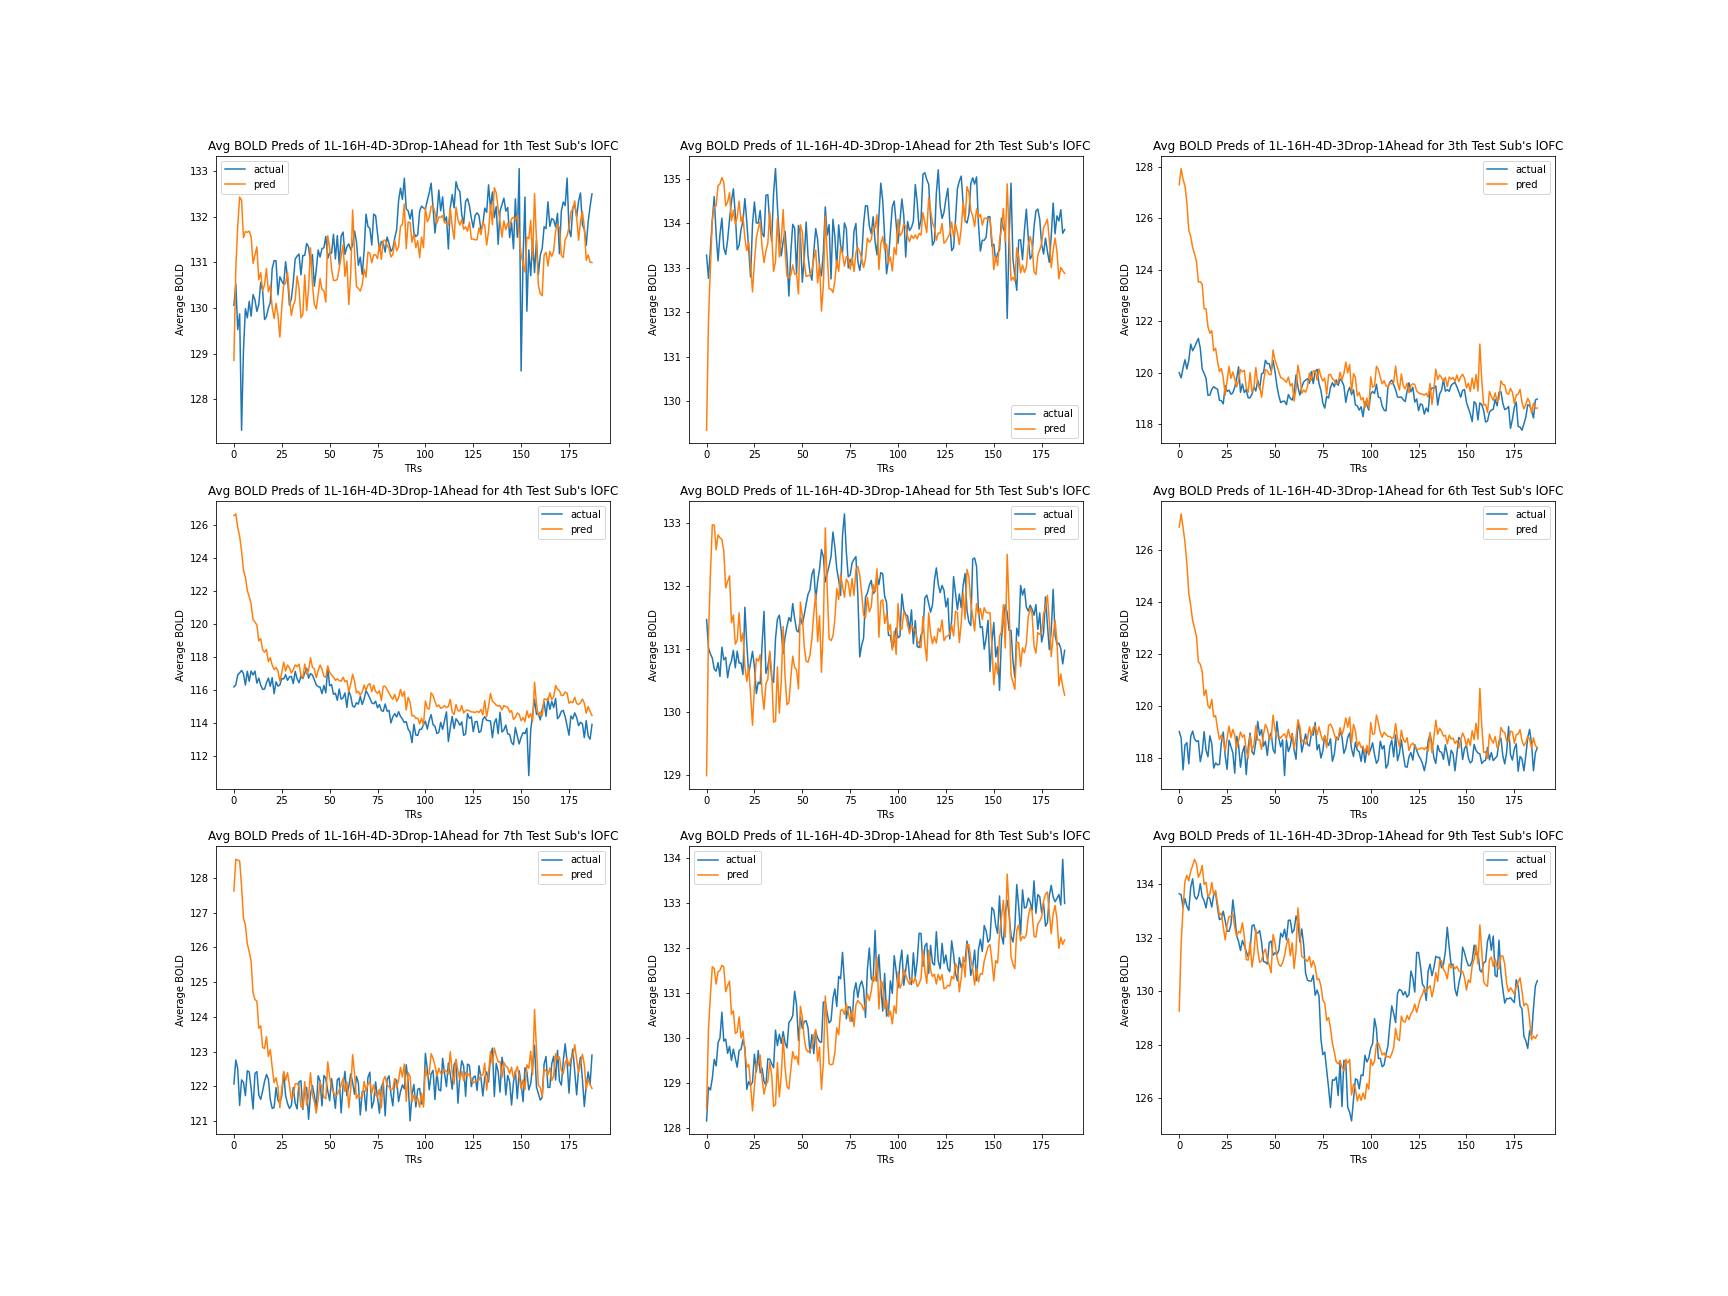 Avg BOLD Preds of 1L-16H-4D-3Drop-1Ahead for 1th Test Sub's lOFC
133
132
131
130
129
128
Average BOLD
actual
pred
0 25 50 75 100 125 150 175
TRs
Avg BOLD Preds of 1L-16H-4D-3Drop-1Ahead for 2th Test Sub's lOFC
135
134
133
132
131
130
Average BOLD
actual
pred
0 25 50 75 100 125 150 175
TRs
Avg BOLD Preds of 1L-16H-4D-3Drop-1Ahead for 3th Test Sub's lOFC
128
126
124
122
120
118
Average BOLD
actual
pred
0 25 50 75 100 125 150 175
TRs
Avg BOLD Preds of 1L-16H-4D-3Drop-1Ahead for 4th Test Sub's lOFC
126
124
122
120
118
116
114
112
Average BOLD
actual
pred
0 25 50 75 100 125 150 175
TRs
Avg BOLD Preds of 1L-16H-4D-3Drop-1Ahead for 5th Test Sub's lOFC
133
132
131
130
129
Average BOLD
actual
pred
0 25 50 75 100 125 150 175
TRs
Avg BOLD Preds of 1L-16H-4D-3Drop-1Ahead for 6th Test Sub's lOFC
126
124
122
120
118
Average BOLD
actual
pred
0 25 50 75 100 125 150 175
TRs
Avg BOLD Preds of 1L-16H-4D-3Drop-1Ahead for 7th Test Sub's lOFC
128
127
126
125
124
123
122
121
Average BOLD
actual
pred
0 25 50 75 100 125 150 175
TRs
Avg BOLD Preds of 1L-16H-4D-3Drop-1Ahead for 8th Test Sub's lOFC
134
133
132
131
130
129
128
Average BOLD
actual
pred
0 25 50 75 100 125 150 175
TRs
Avg BOLD Preds of 1L-16H-4D-3Drop-1Ahead for 9th Test Sub's lOFC
134
132
130
128
126
Average BOLD
actual
pred
0 25 50 75 100 125 150 175
TRs